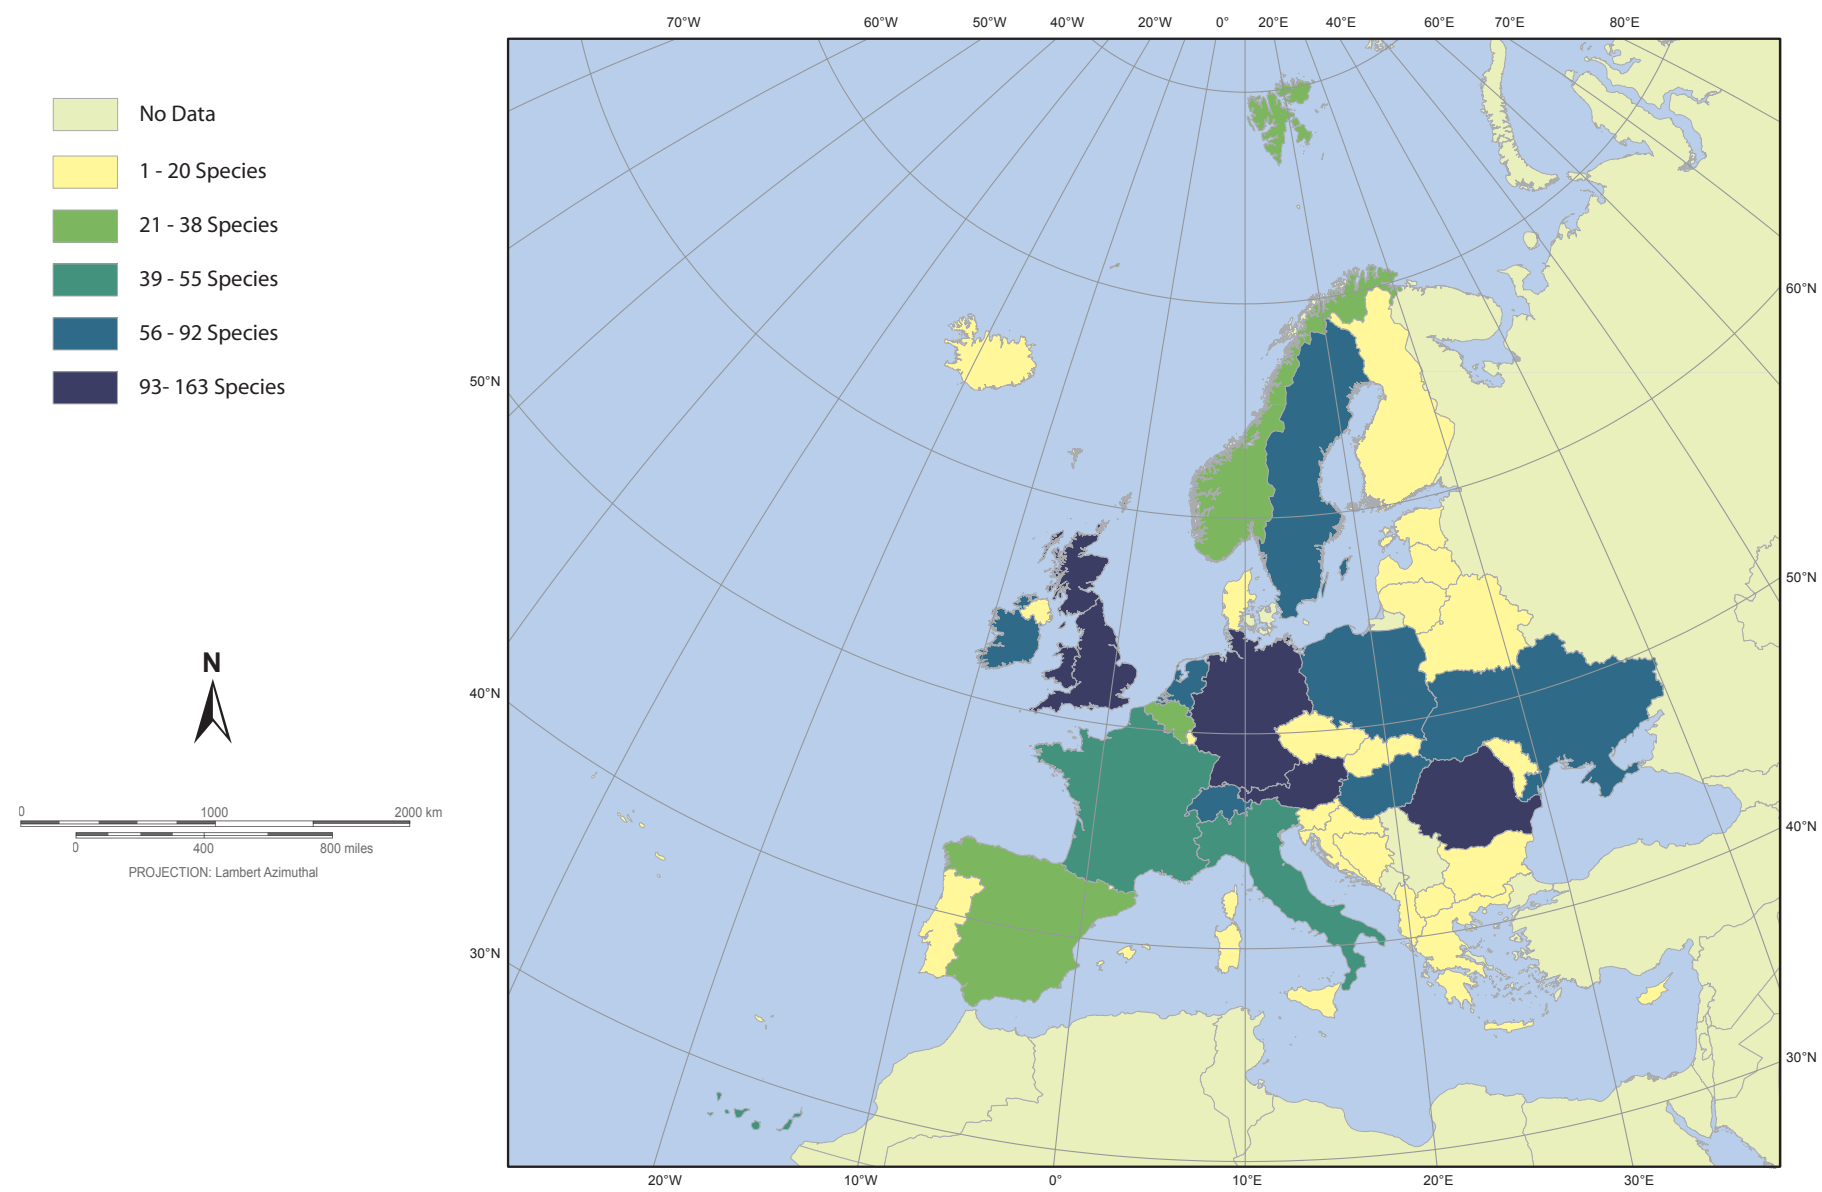 70°W 60°W 50°W 40°W 20°W 0° 20°E 40°E 60°E 70°E 80°E
No Data
1 - 20 Species
21 - 38 Species
39 - 55 Species
56 - 92 Species
93- 163 Species
60°N
50°N
50°N
40°N
40°N
30°N
30°N
N
0 1000 2000 km
0 400 800 miles
PROJECTION: Lambert Azimuthal
20°W 10°W 0° 10°E 20°E 30°E